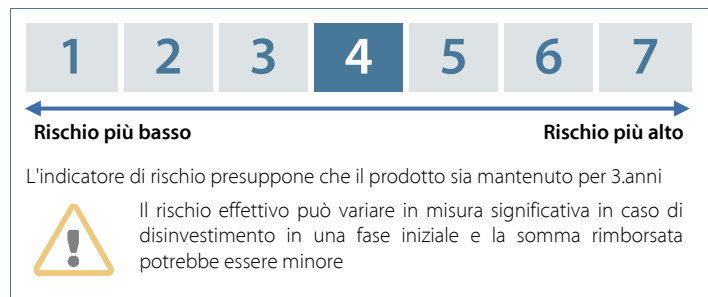 1 2 3 4 5 6 7
Rischio più basso Rischio più alto
L'indicatore di rischio presuppone che il prodotto sia mantenuto per 3.anni
Il rischio effettivo può variare in misura significativa in caso di
disinvestimento in una fase iniziale e la somma rimborsata
potrebbe essere minore